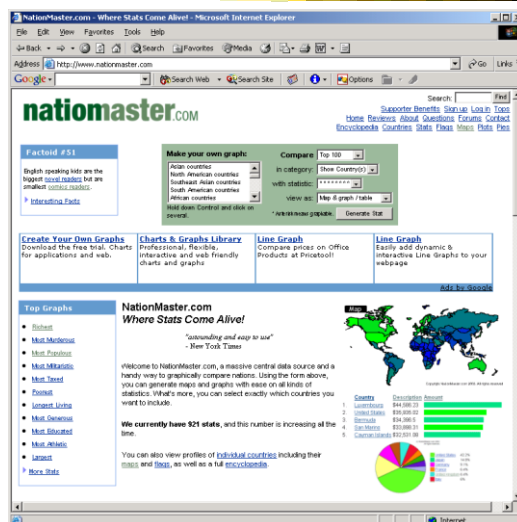 NationMaster.com - Where Stats Come Alive! - Microsoft Internet Explorer
File Edit View Favorites Tools Help
Back Search Favorites Media
Address http://www.nationmaster.com Go Links
Google Search Web Search Site Options
nationmaster.com
Search: Find
Supporter Benefits Sign up Log in Tops
Home Reviews About Questions Forums Contact
Encyclopedia Countries Stats Flags Maps Plots Pies
Factoid #51
English speaking kids are the
biggest novel readers but are
smallest comics readers.
Interesting Facts
Make your own graph:
Asian countries
North American countries
Southeast Asian countries
South American countries
African countries
Hold down Control and click on
several.
Compare Top 100
in category: Show Country(s)
with statistic: ********
view as: Map & graph / table
Generate Stat
Create Your Own Graphs
Download the free trial. Charts
for applications and web.
Charts & Graphs Library
Professional, flexible,
interactive and web friendly
charts and graphs
Line Graph
Compare prices on Office
Products at Pricetool!
Line Graph
Easily add dynamic &
interactive Line Graphs to your
webpage
Ads by Google
Top Graphs
Richest
Most Murderous
Most Populous
Most Militaristic
Most Taxed
Poorest
Longest Living
Most Generous
Most Educated
Most Athletic
Largest
More Stats
NationMaster.com
Where Stats Come Alive!
"astounding and easy to use"
- New York Times
Welcome to NationMaster.com, a massive central data source and a
handy way to graphically compare nations. Using the form above,
you can generate maps and graphs with ease on all kinds of
statistics. What's more, you can select exactly which countries you
want to include.
We currently have 921 stats, and this number is increasing all the
time.
You can also view profiles of individual countries including their
maps and flags, as well as a full encyclopedia.
Map
Country Description Amount
1. Luxembourg
2. United States
3. Bermuda
4. San Marino
5. Cayman Islands
Internet